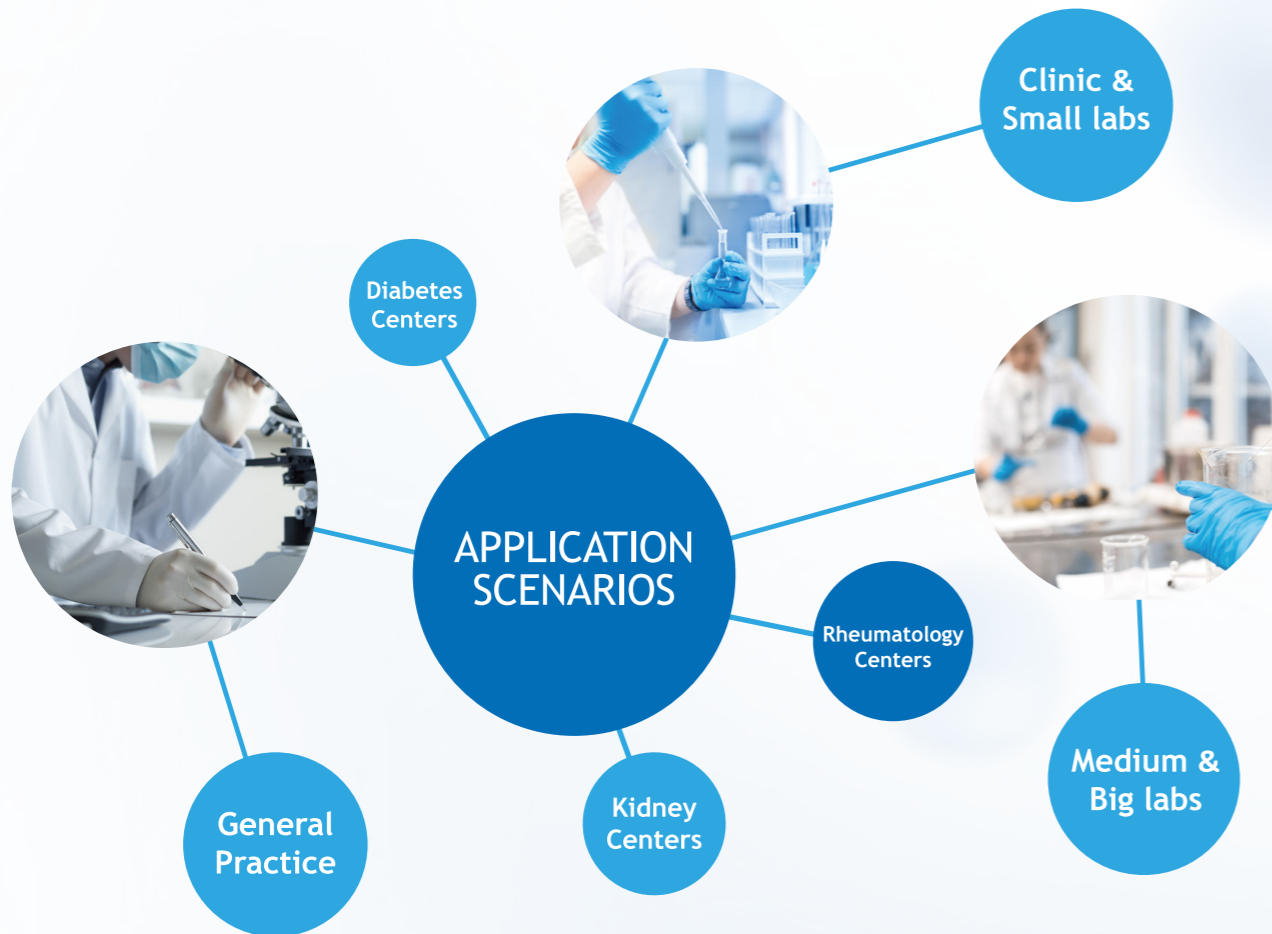 Clinic &
Small labs
Diabetes
Centers
APPLICATION
SCENARIOS
Rheumatology
Centers
Medium &
Big labs
Kidney
Centers
General
Practice